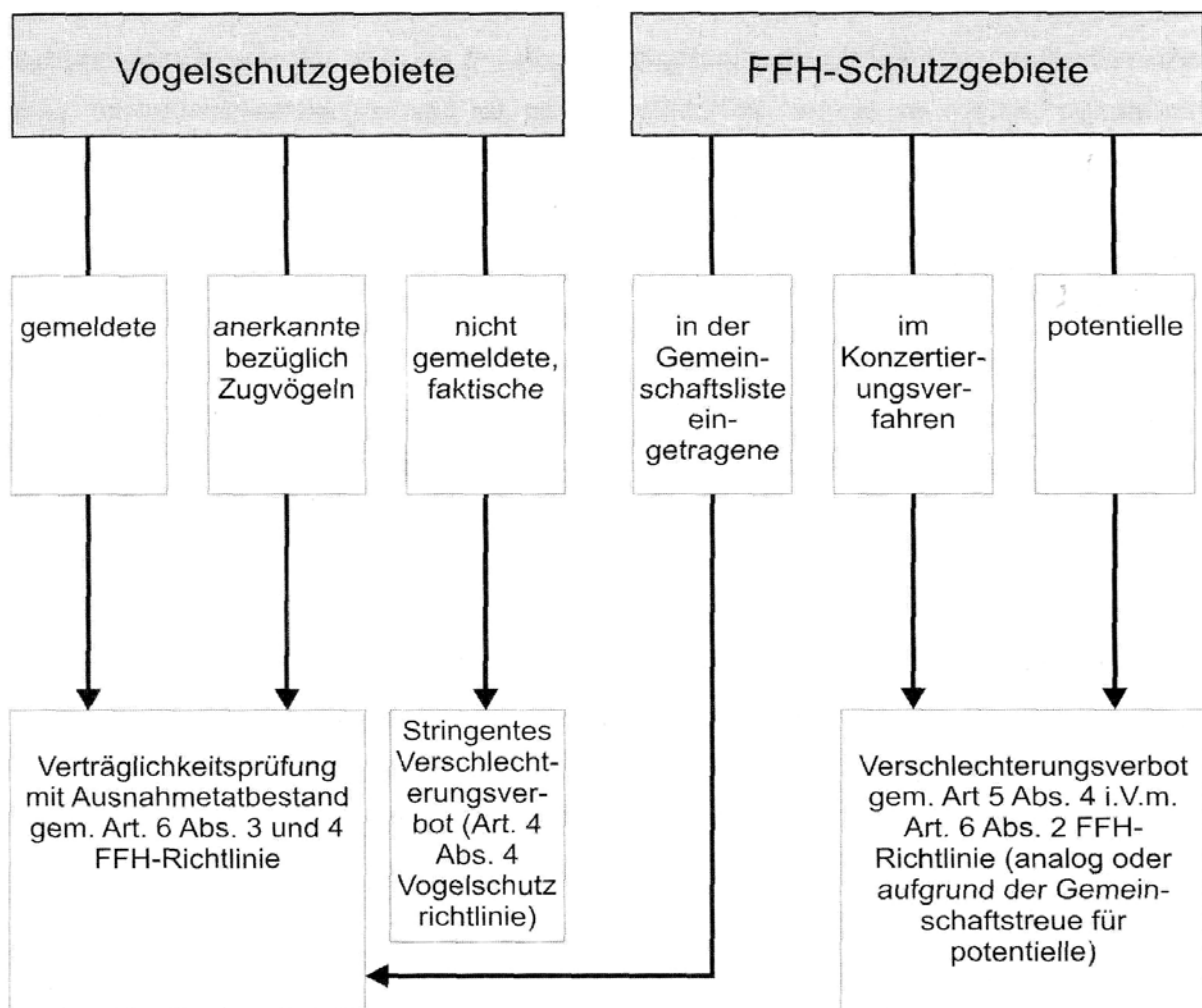 Vogelschutzgebiete
FFH-Schutzgebiete
gemeldete
anerkannte
bezüglich
Zugvögeln
nicht
gemeldete,
faktische
in der
Gemein-
schaftsliste
ein-
getragene
im
Konzertier-
ungsver-
fahren
potentielle
Verträglichkeitsprüfung
mit Ausnahmetatbestand
gem. Art. 6 Abs. 3 und 4
FFH-Richtlinie
Stringentes
Verschlecht-
erungsver-
bot (Art. 4
Abs. 4
Vogelschutz
richtlinie)
Verschlechterungsverbot
gem. Art 5 Abs. 4 i.V.m.
Art. 6 Abs. 2 FFH-
Richtlinie (analog oder
aufgrund der Gemein-
schaftstreue für
potentielle)